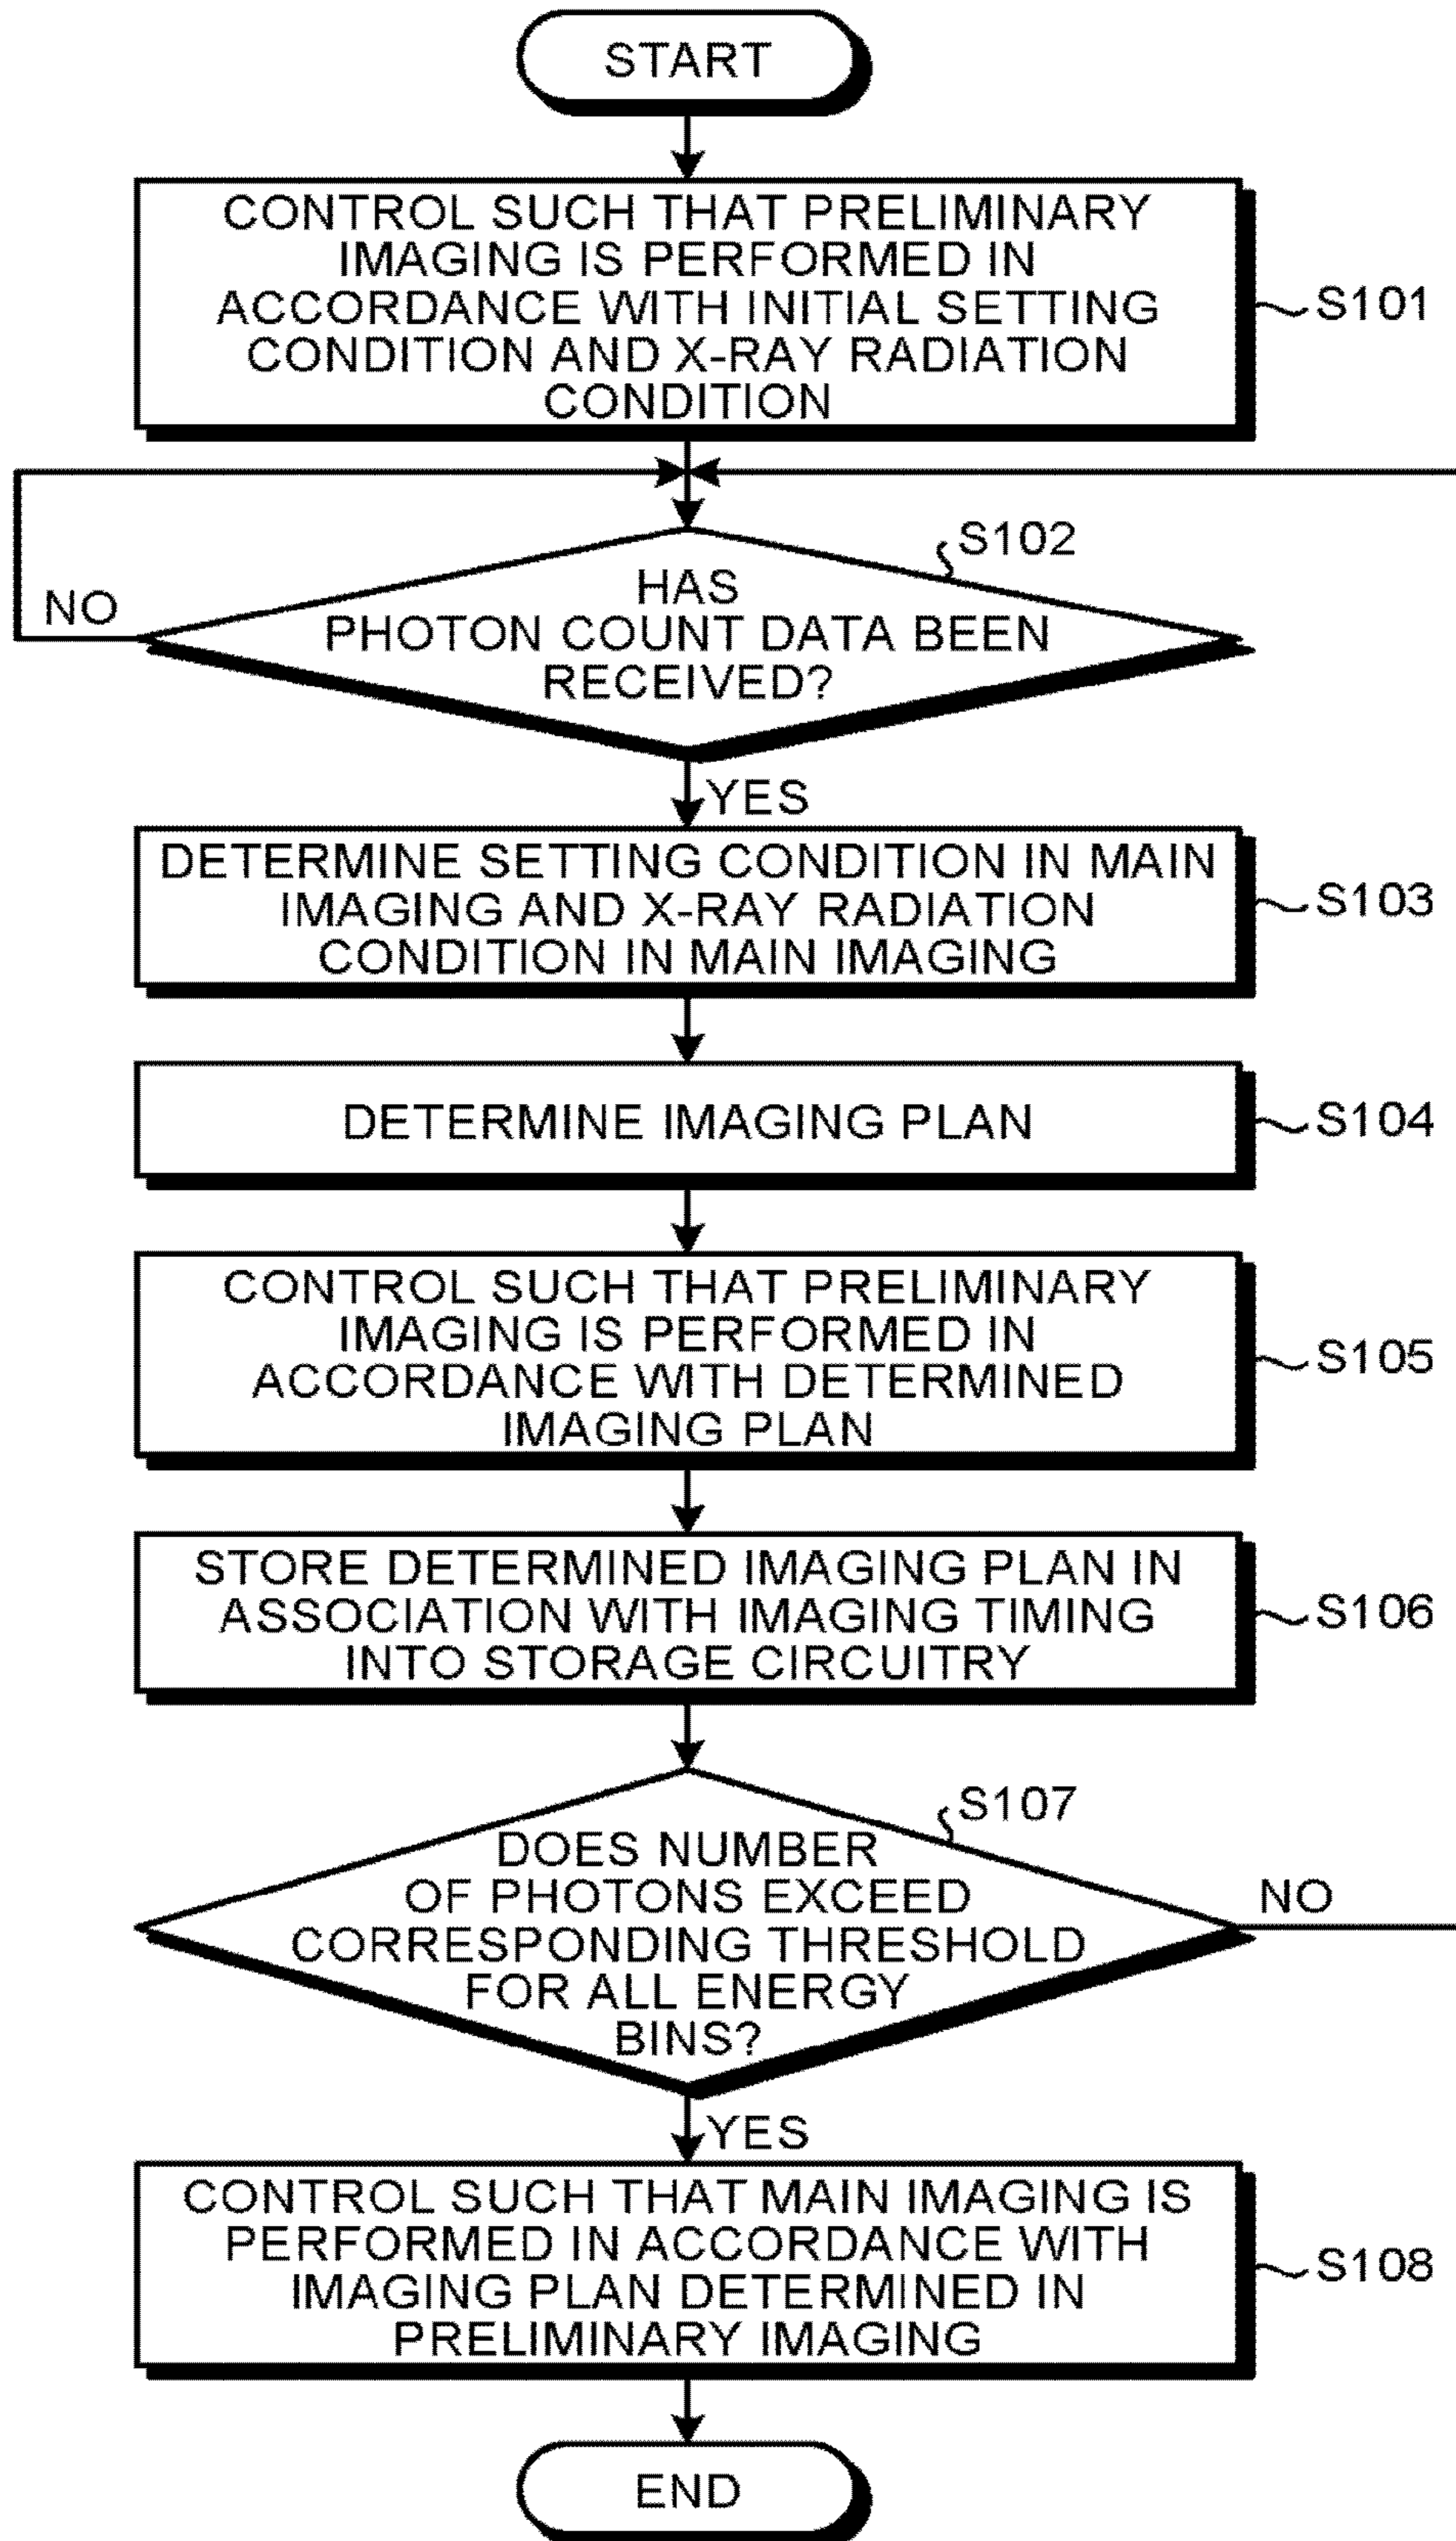 START
CONTROL SUCH THAT PRELIMINARY
IMAGING IS PERFORMED IN
ACCORDANCE WITH INITIAL SETTING
CONDITION AND X-RAY RADIATION
CONDITION
S101
S102
HAS
PHOTON COUNT DATA BEEN
RECEIVED?
NO
YES
DETERMINE SETTING CONDITION IN MAIN
IMAGING AND X-RAY RADIATION
CONDITION IN MAIN IMAGING
S103
DETERMINE IMAGING PLAN
S104
CONTROL SUCH THAT PRELIMINARY
IMAGING IS PERFORMED IN
ACCORDANCE WITH DETERMINED
IMAGING PLAN
S105
STORE DETERMINED IMAGING PLAN IN
ASSOCIATION WITH IMAGING TIMING
INTO STORAGE CIRCUITRY
S106
S107
DOES NUMBER
OF PHOTONS EXCEED
CORRESPONDING THRESHOLD
FOR ALL ENERGY
BINS?
NO
YES
CONTROL SUCH THAT MAIN IMAGING IS
PERFORMED IN ACCORDANCE WITH
IMAGING PLAN DETERMINED IN
PRELIMINARY IMAGING
S108
END